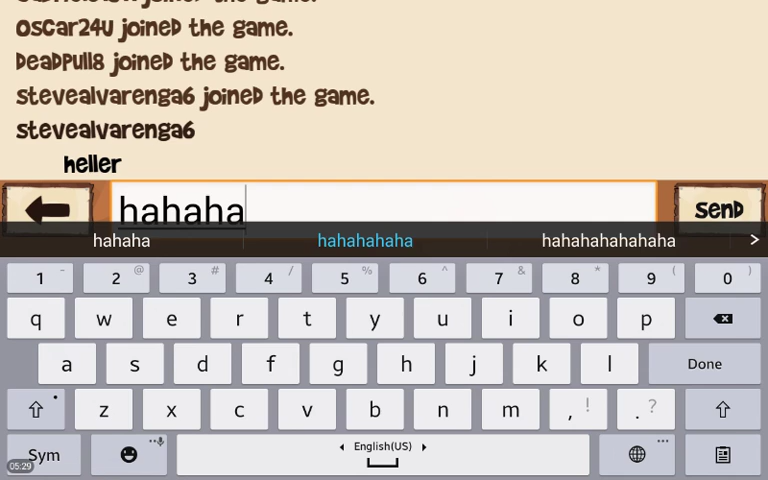 oscar24u joined the game.
Deadpull8 joined the game.
stevealvarenga6 joined the game.
stevealvarenga6
heller
hahaha
Send
hahaha hahahahaha hahahahahahaha >
1 - 2 @ 3 # 4 / 5 % 6 ^ 7 & 8 * 9 ( 0 )
q w e r t y u i o p
a s d f g h j k l Done
z x c v b n m , ! . ?
Sym English(US)
05:29